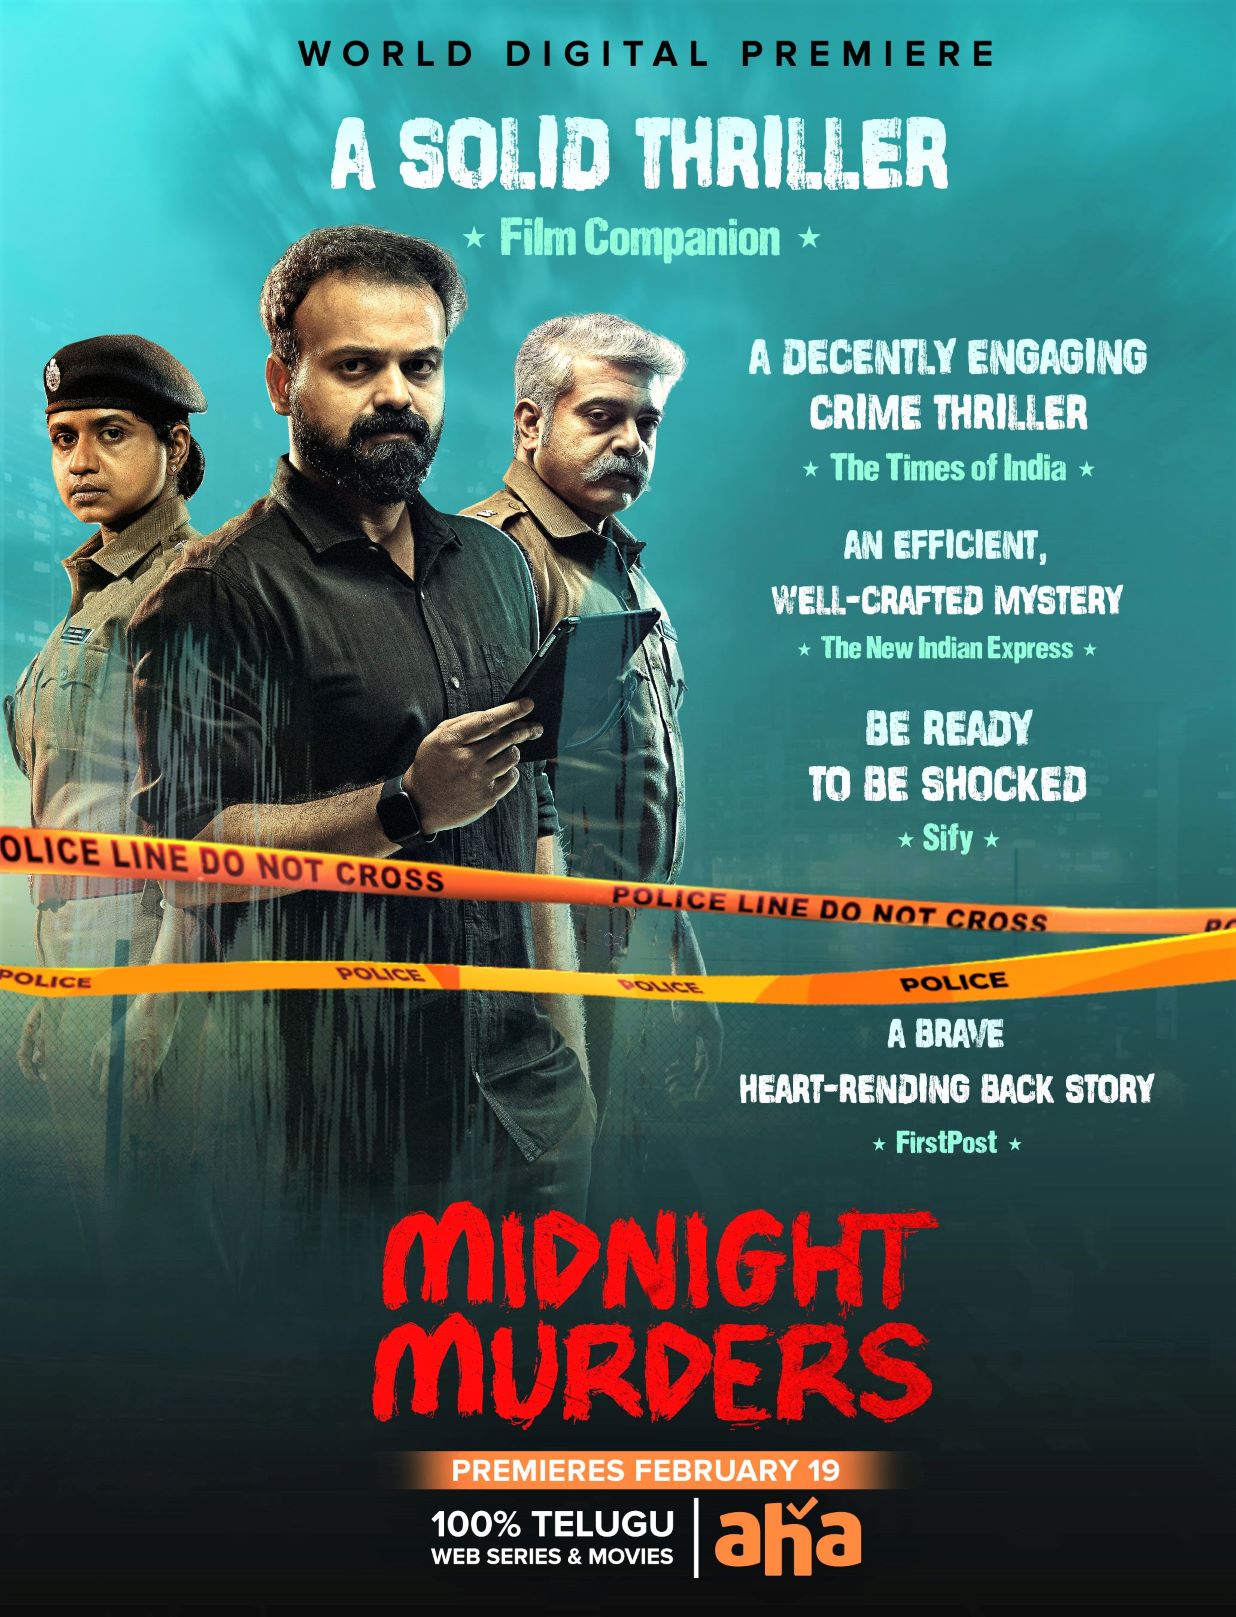 WORLD DIGITAL PREMIERE
A SOLID THRILLER
★ Film Companion ★
A DECENTLY ENGAGING
CRIME THRILLER
★ The Times of India ★
AN EFFICIENT,
WELL-CRAFTED MYSTERY
★ The New Indian Express ★
BE READY
TO BE SHOCKED
★ Sify ★
OLICE LINE DO NOT CROSS
POLICE LINE DO NOT CROSS
PO
POLICE
POLICE
POLICE
POLICE
A BRAVE
HEART-RENDING BACK STORY
★ FirstPost ★
MIDNIGHT
MURDERS
PREMIERES FEBRUARY 19
100% TELUGU
WEB SERIES & MOVIES
aha